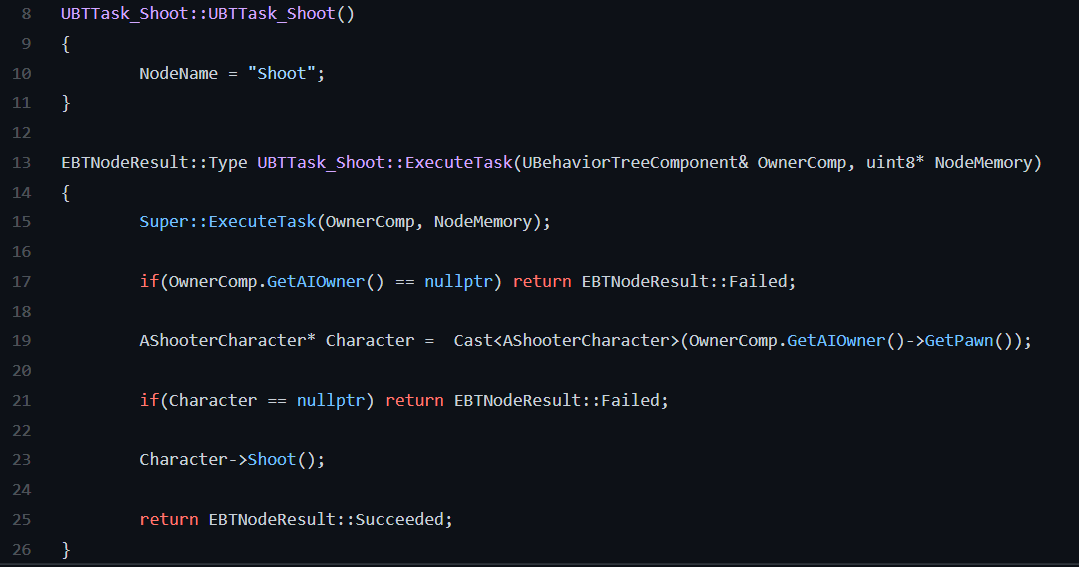 8 UBTTask_Shoot::UBTTask_Shoot()
9 {
10 NodeName = "Shoot";
11 }
12
13 EBTNodeResult::Type UBTTask_Shoot::ExecuteTask(UBehaviorTreeComponent& OwnerComp, uint8* NodeMemory)
14 {
15 Super::ExecuteTask(OwnerComp, NodeMemory);
16
17 if(OwnerComp.GetAIOwner() == nullptr) return EBTNodeResult::Failed;
18
19 AShooterCharacter* Character =  Cast<AShooterCharacter>(OwnerComp.GetAIOwner()->GetPawn());
20
21 if(Character == nullptr) return EBTNodeResult::Failed;
22
23 Character->Shoot();
24
25 return EBTNodeResult::Succeeded;
26 }